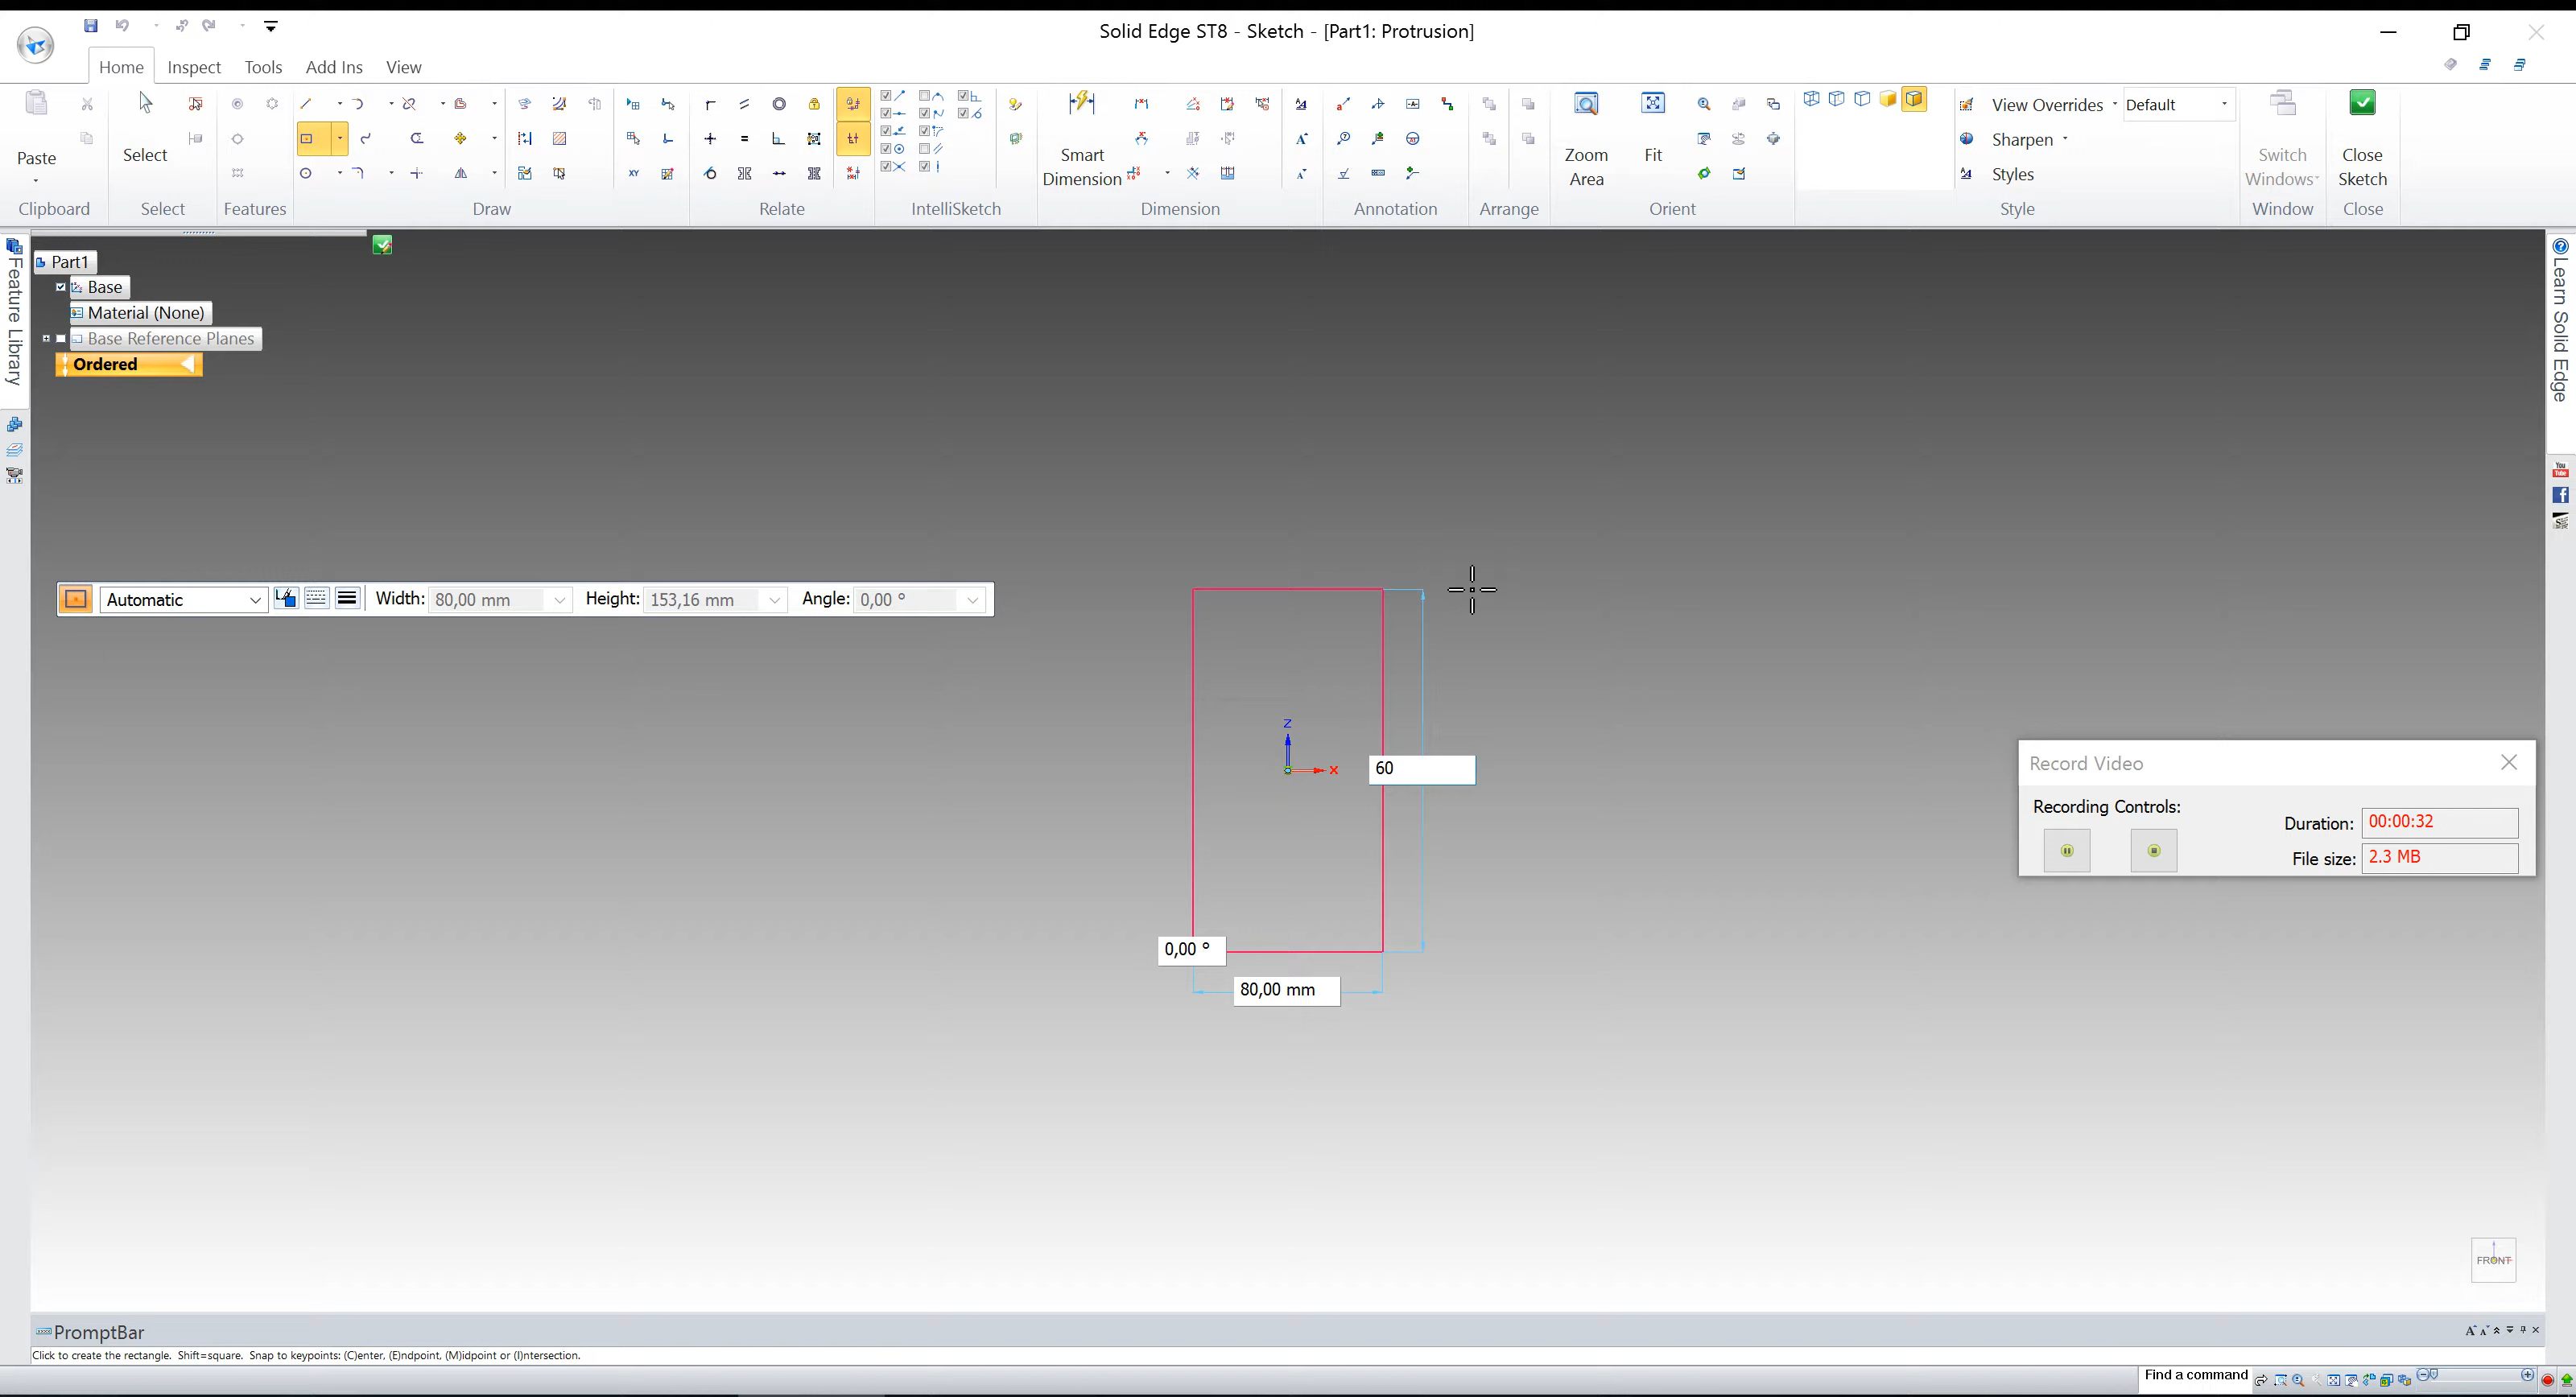 Solid Edge ST8 - Sketch - [Part1: Protrusion]
Home Inspect Tools Add Ins View
Paste
Select
Smart
Dimension
Zoom
Area
Fit
View Overrides
Default
Sharpen
Styles
Switch
Windows
Close
Sketch
XY
Clipboard Select Features Draw Relate IntelliSketch Dimension Annotation Arrange Orient Style Window Close
Feature Library
Part1
Base
Material (None)
Base Reference Planes
Ordered
Learn Solid Edge
You
Tube
Automatic Width: 80,00 mm Height: 153,16 mm Angle: 0,00 °
Z
X
60
0,00 °
80,00 mm
Record Video
Recording Controls:
Duration: 00:00:32
File size: 2.3 MB
FRONT
PromptBar
Click to create the rectangle. Shift=square. Snap to keypoints: (C)enter, (E)ndpoint, (M)idpoint or (I)ntersection.
Find a command